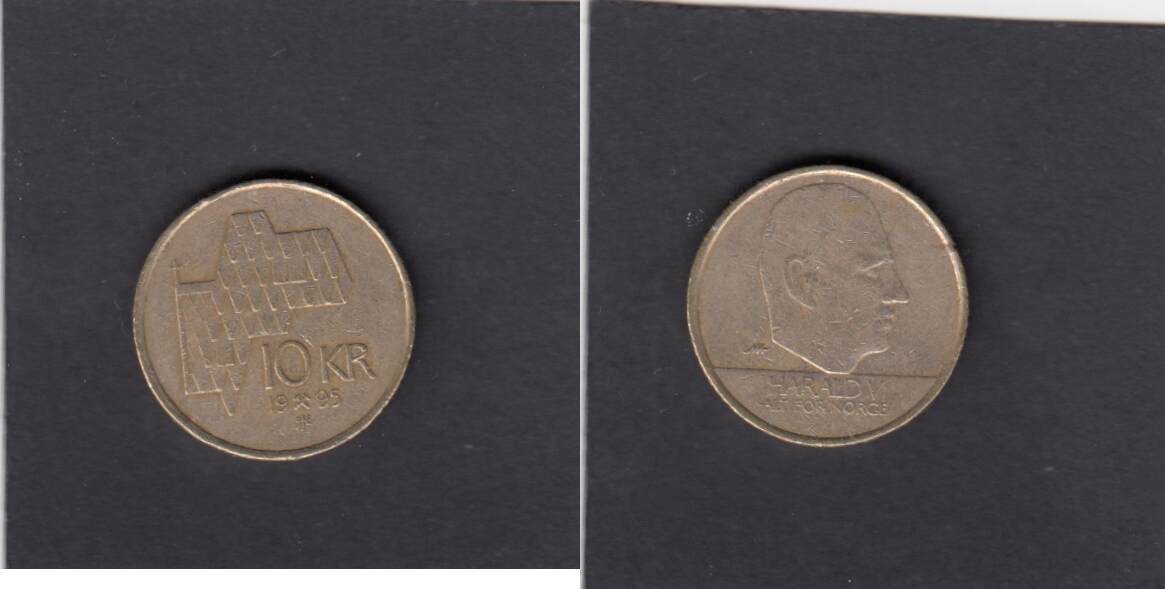 10 KR
19 ⚒ 95
HARALD V
ALT FOR NORGE